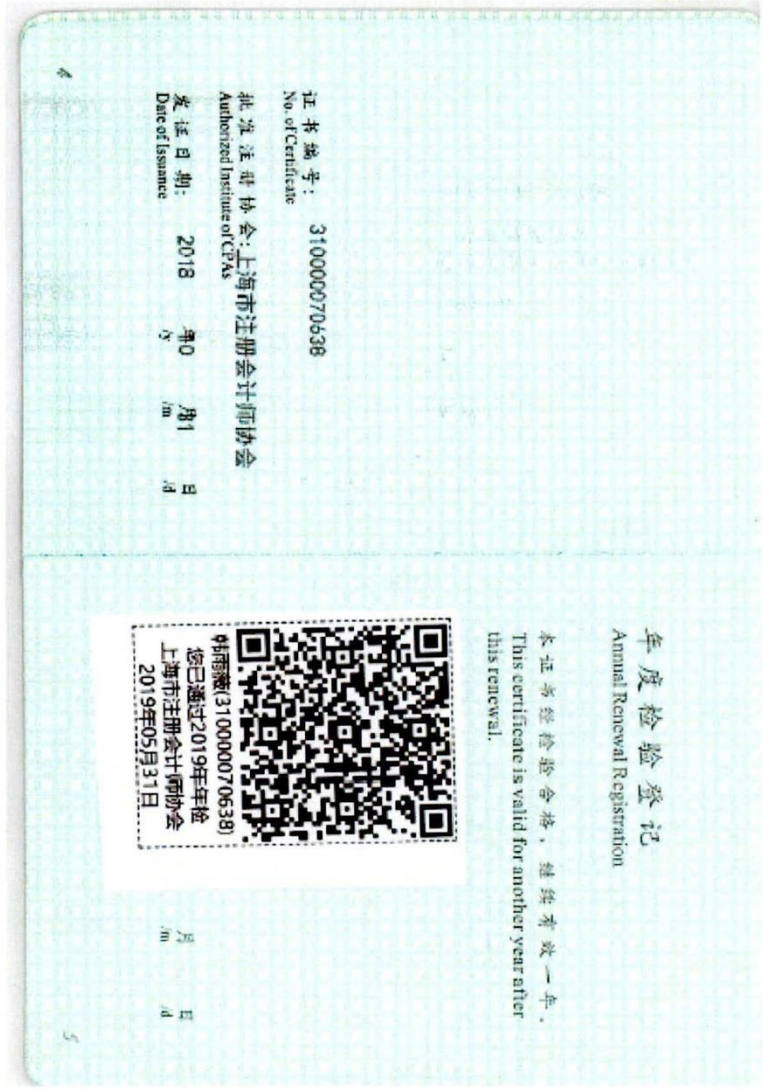 证书编号: 310000070638
No. of Certificate
批准注册协会: 上海市注册会计师协会
Authorized Institute of CPAs
发证日期: 2018 年0 月31 日
Date of Issuance /y /m /d
4
年度检验登记
Annual Renewal Registration
本证书经检验合格，继续有效一年。
This certificate is valid for another year after
this renewal.
韩雨薇(310000070638)
您已通过2019年年检
上海市注册会计师协会
2019年05月31日
月 日
/m /d
5